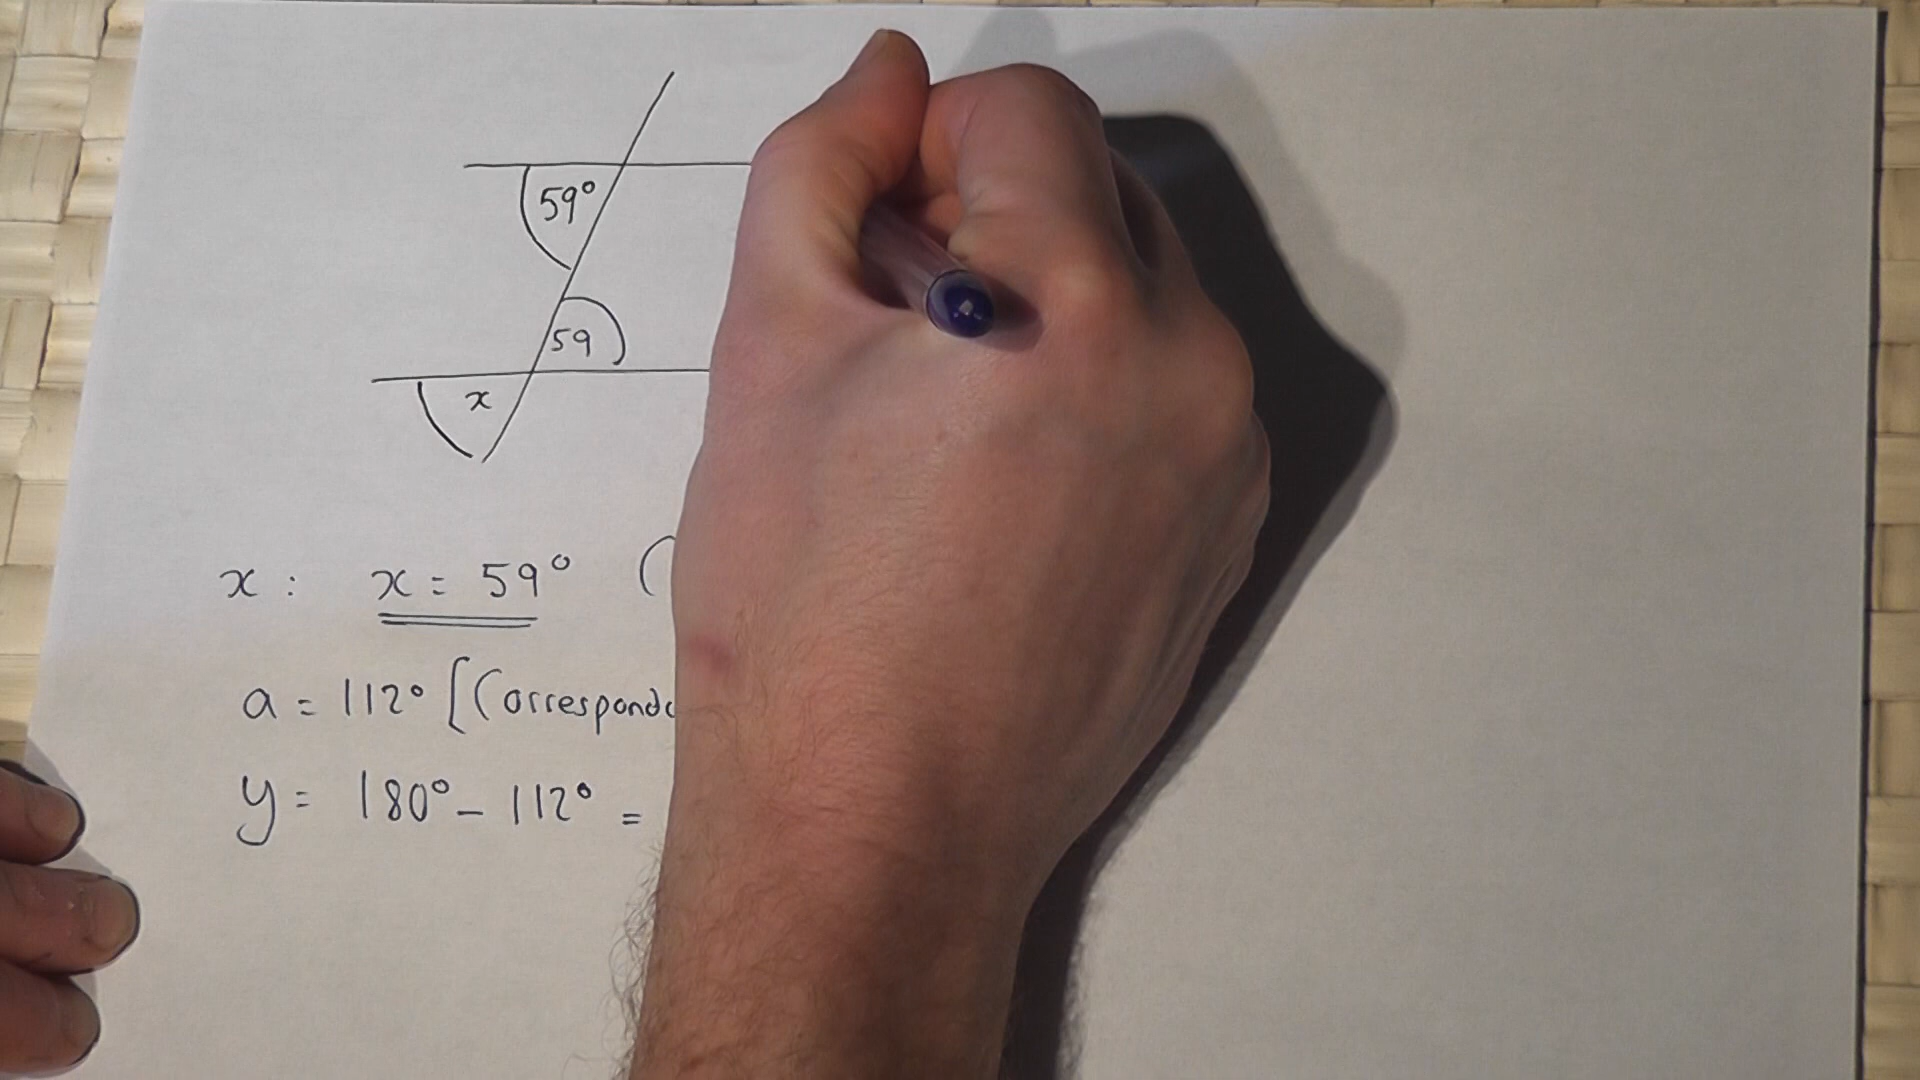 59°
59
x
x : x = 59° (
a = 112° [Correspond
y = 180° - 112° =